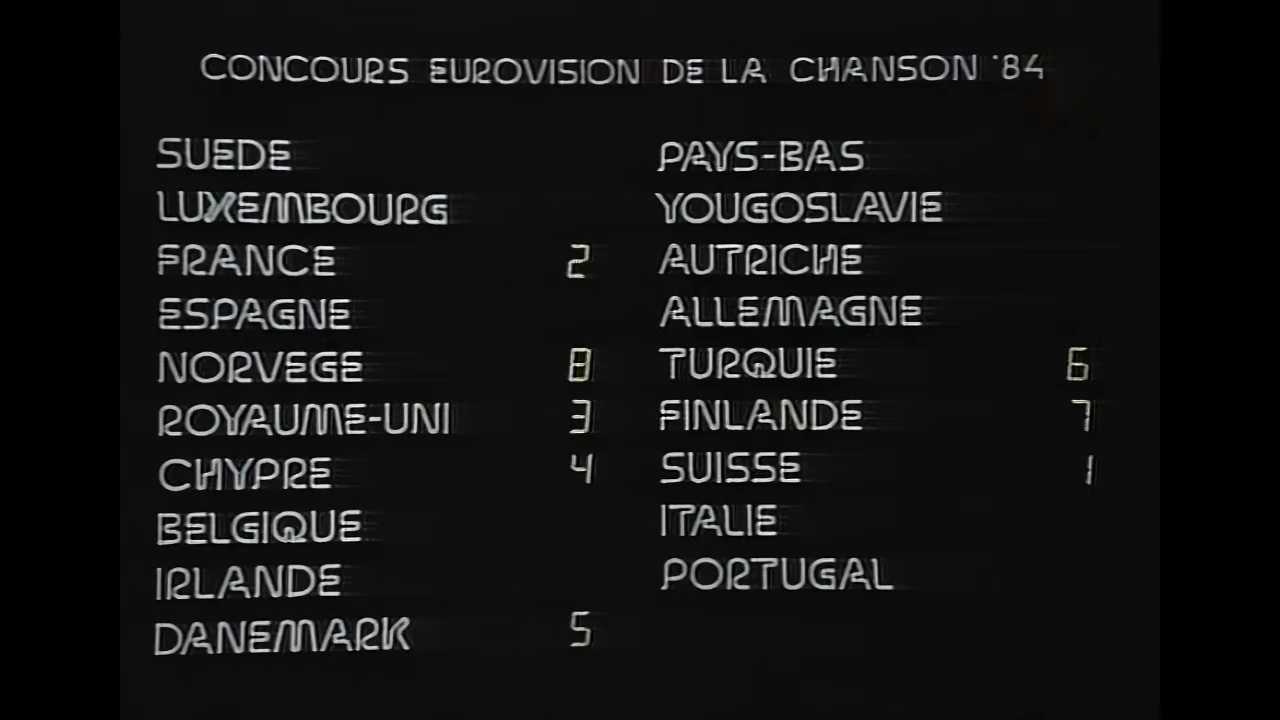 CONCOURS EUROVISION DE LA CHANSON '84
SUEDE
LUXEMBOURG
FRANCE 2
ESPAGNE
NORVEGE 8
ROYAUME-UNI 3
CHYPRE 4
BELGIQUE
IRLANDE
DANEMARK 5
PAYS-BAS
YOUGOSLAVIE
AUTRICHE
ALLEMAGNE
TURQUIE 6
FINLANDE 7
SUISSE 1
ITALIE
PORTUGAL